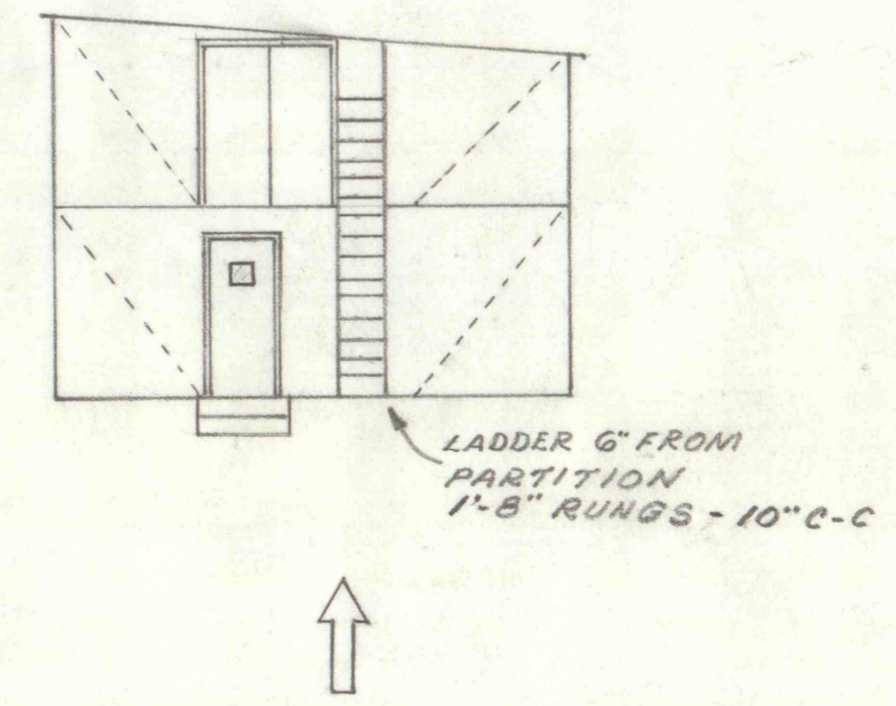 LADDER 6" FROM
PARTITION
1'-8" RUNGS - 10" C-C